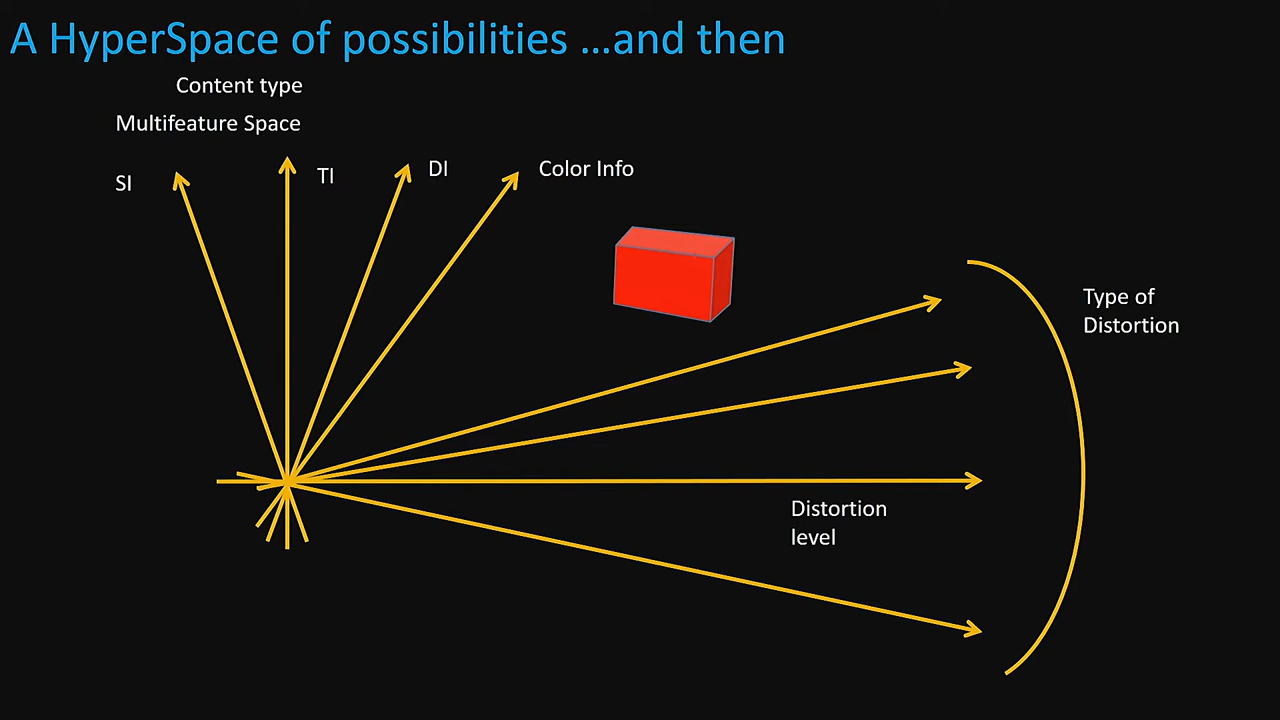 A HyperSpace of possibilities ...and then
Content type
Multifeature Space
SI
TI
DI
Color Info
Type of
Distortion
Distortion
level